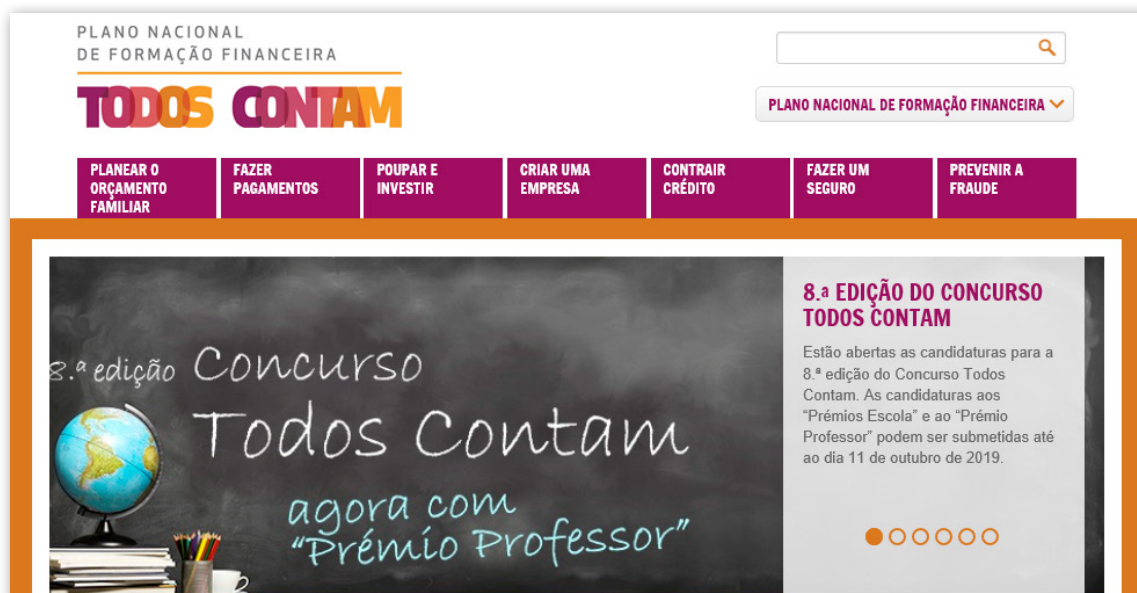 PLANO NACIONAL
DE FORMAÇÃO FINANCEIRA
TODOS CONTAM
PLANO NACIONAL DE FORMAÇÃO FINANCEIRA
PLANEAR O
ORÇAMENTO
FAMILIAR
FAZER
PAGAMENTOS
POUPAR E
INVESTIR
CRIAR UMA
EMPRESA
CONTRAIR
CRÉDITO
FAZER UM
SEGURO
PREVENIR A
FRAUDE
8.ª edição Concurso
Todos Contam
agora com
"Prémio Professor"
8.ª EDIÇÃO DO CONCURSO
TODOS CONTAM
Estão abertas as candidaturas para a
8.ª edição do Concurso Todos
Contam. As candidaturas aos
“Prémios Escola” e ao “Prémio
Professor” podem ser submetidas até
ao dia 11 de outubro de 2019.